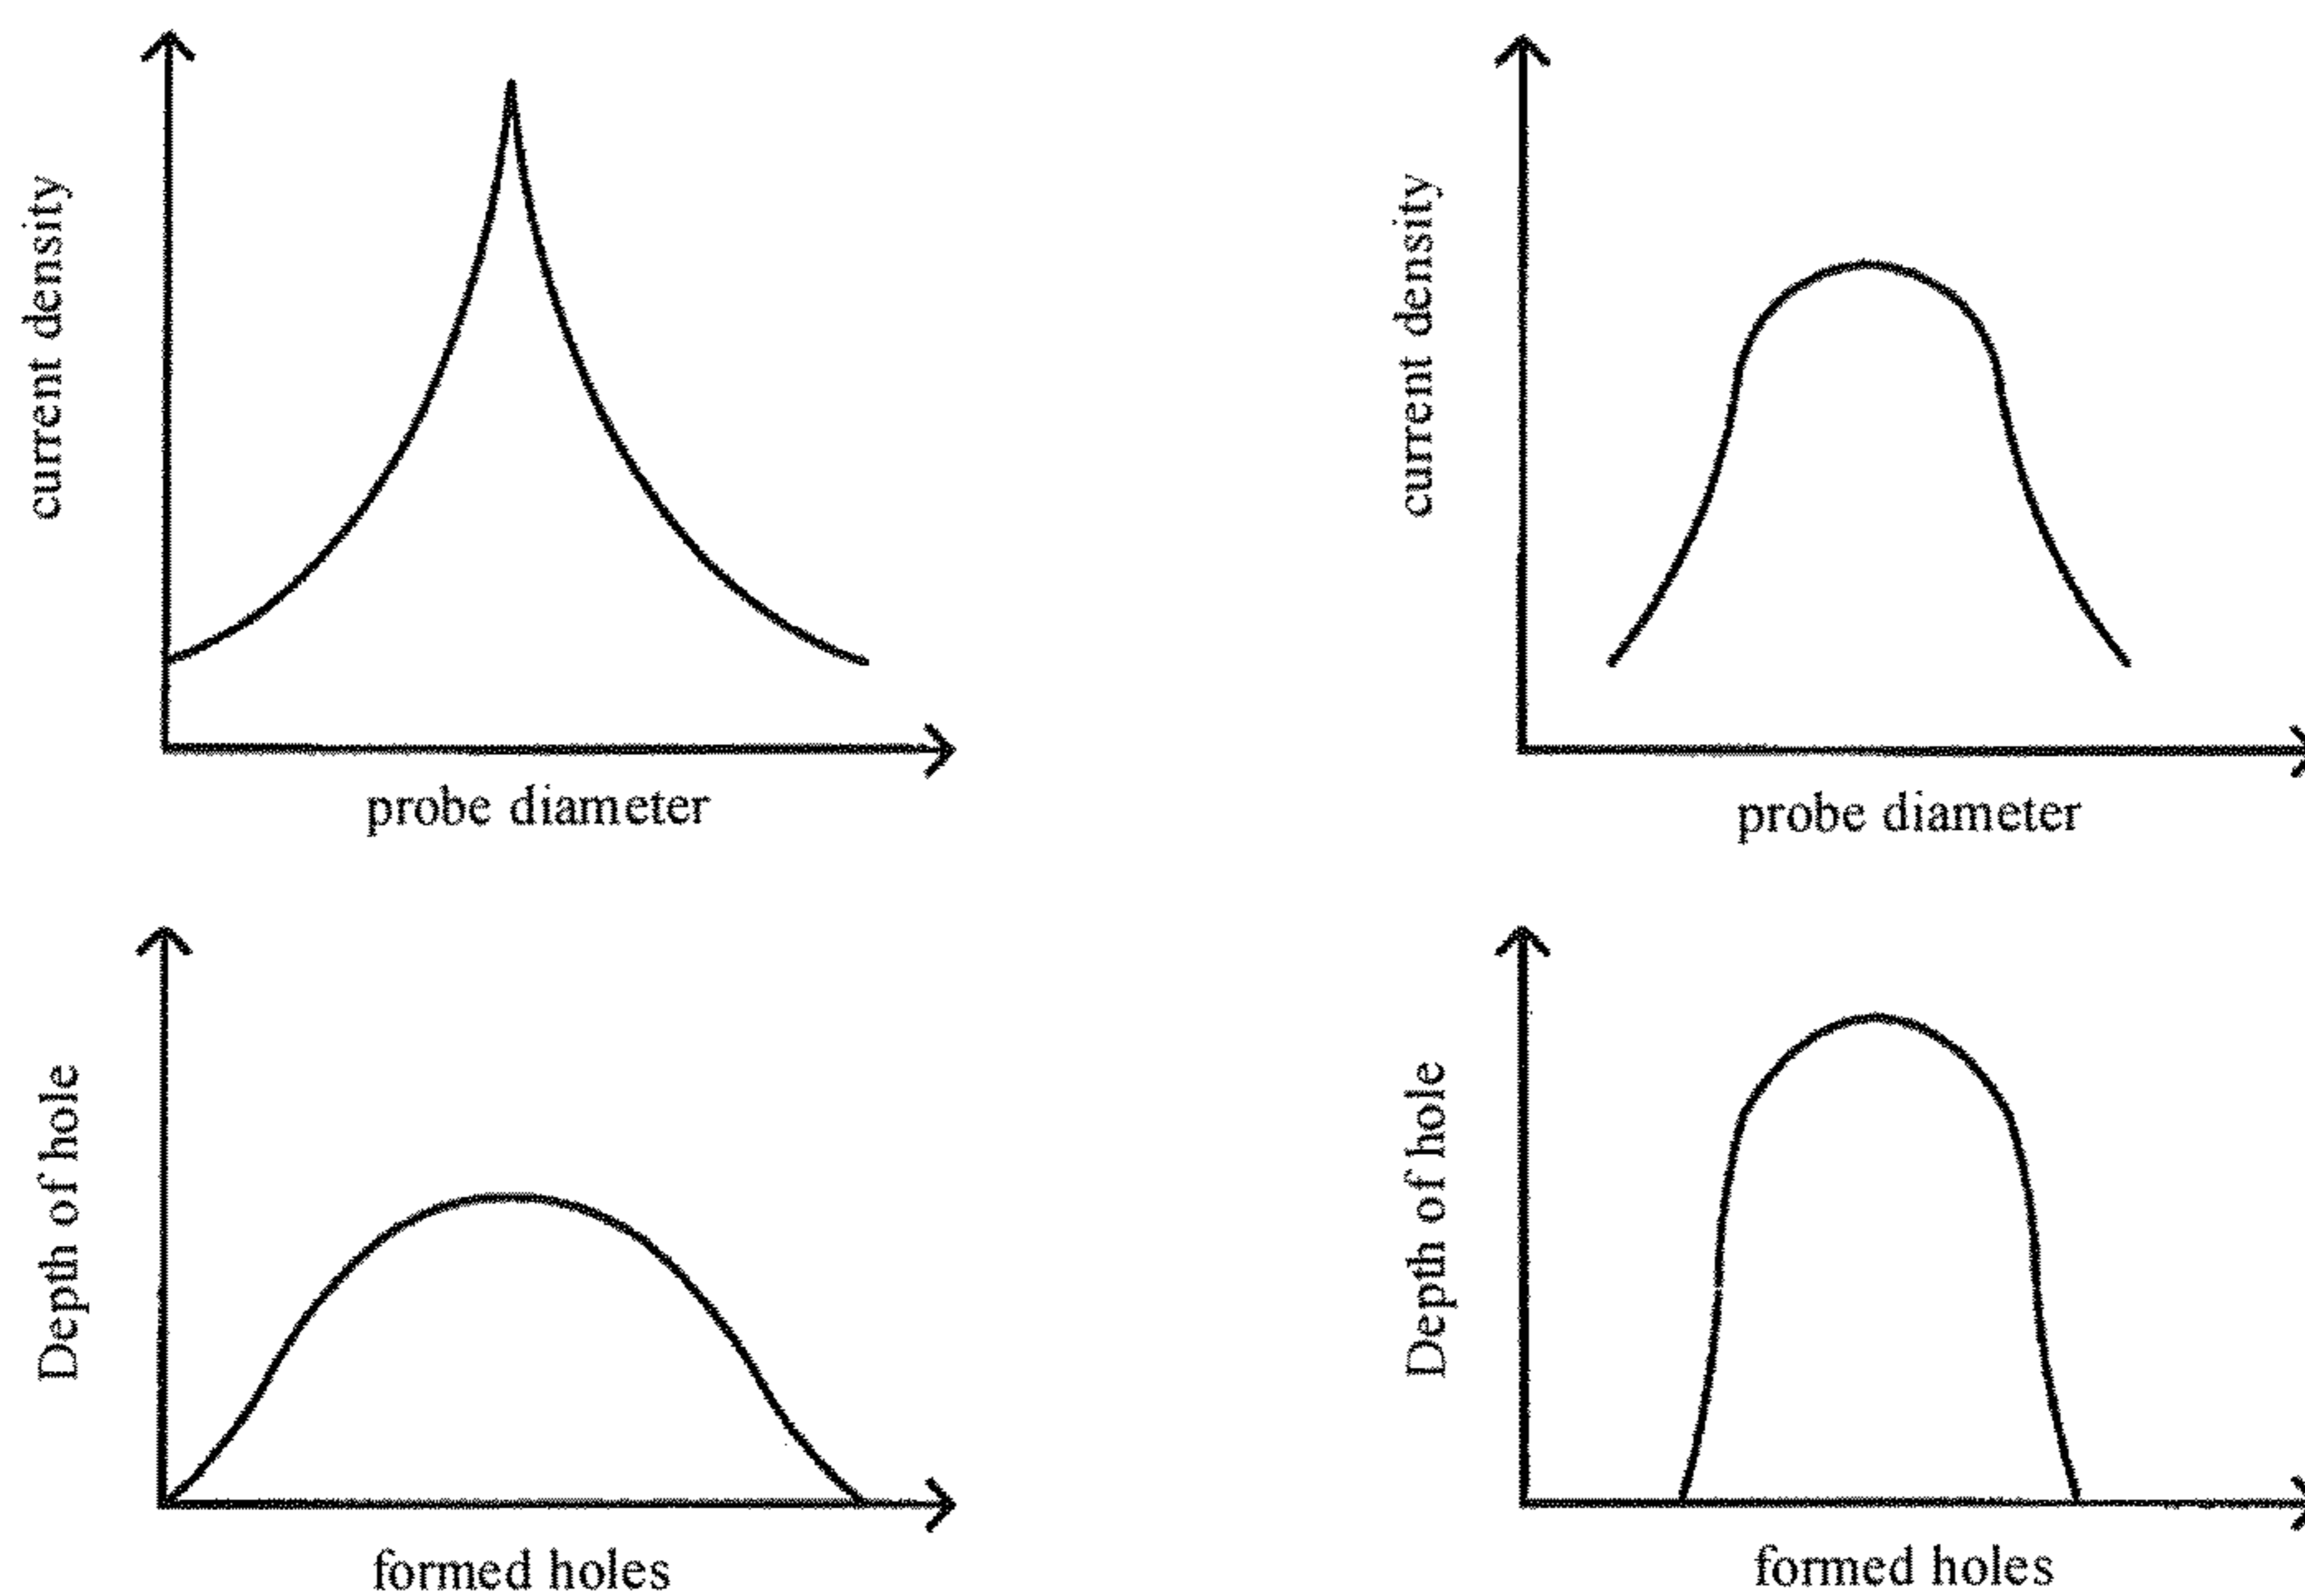 current density
probe diameter
current density
probe diameter
Depth of hole
formed holes
Depth of hole
formed holes